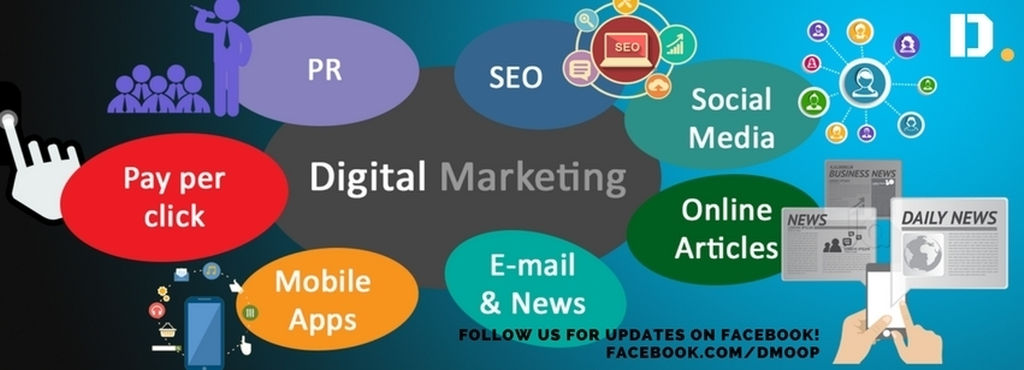 PR
SEO
SEO
D.
Social
Media
Pay per
click
Digital Marketing
Online
Articles
BUSINESS NEWS
NEWS
DAILY NEWS
Mobile
Apps
E-mail
& News
FOLLOW US FOR UPDATES ON FACEBOOK!
FACEBOOK.COM/DMOOP